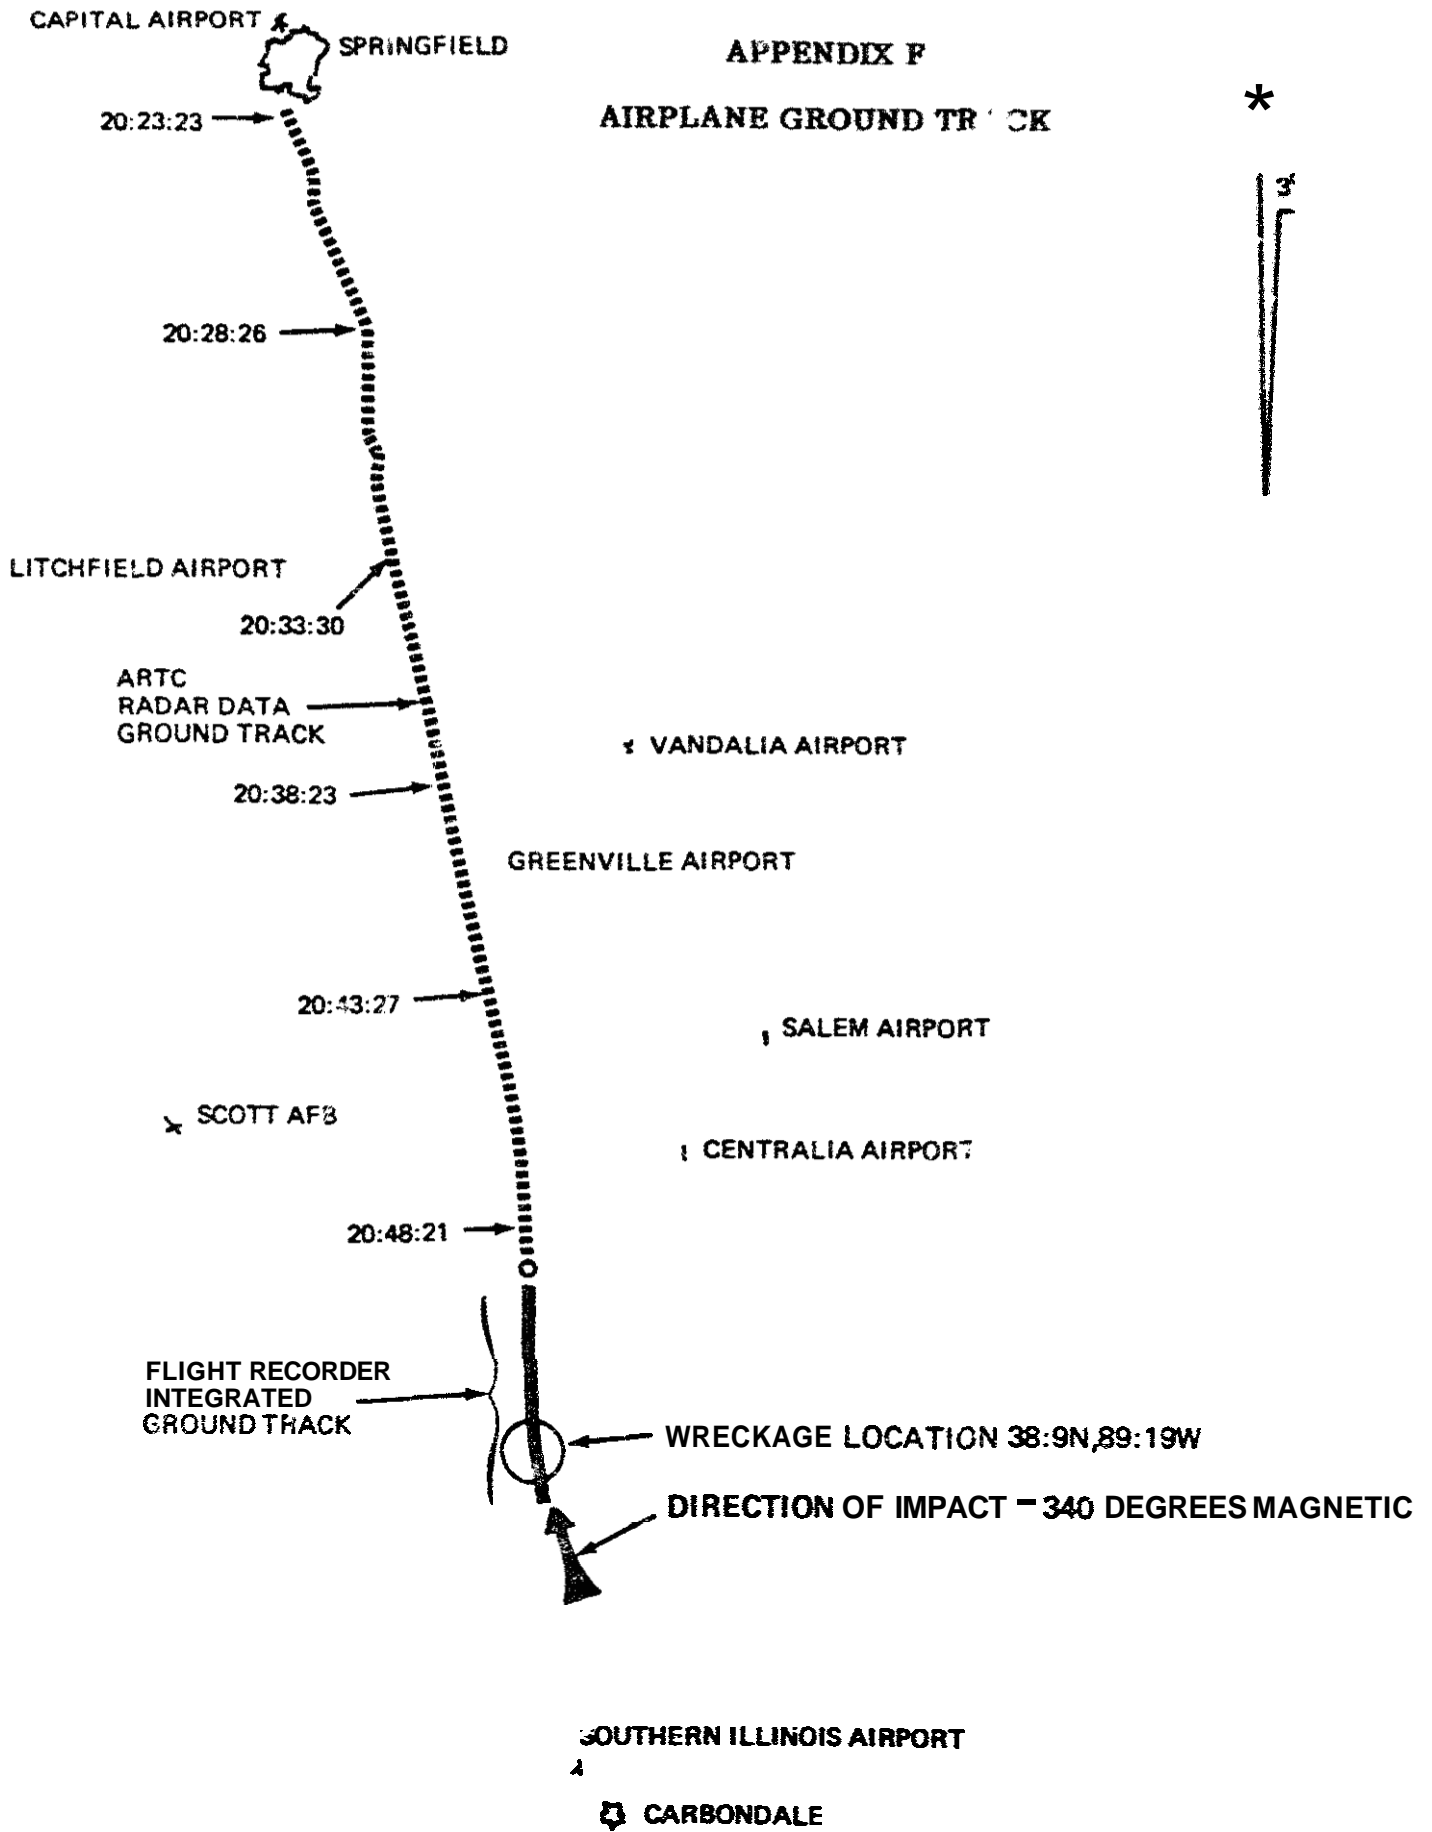 CAPITAL AIRPORT
SPRINGFIELD
APPENDIX F
AIRPLANE GROUND
*
20:23:23
3
20:28:26
LITCHFIELD AIRPORT
20:33:30
ARTC
RADAR DATA
GROUND TRACK
VANDALIA AIRPORT
20:38:23
GREENVILLE AIRPORT
20:43:27
SALEM AIRPORT
SCOTT AFB
CENTRALIA AIRPORT
20:48:21
FLIGHT RECORDER
INTEGRATED
GROUND TRACK
WRECKAGE LOCATION 38:9N,89:19W
DIRECTION OF IMPACT – 340 DEGREES MAGNETIC
SOUTHERN ILLINOIS AIRPORT
CARBONDALE